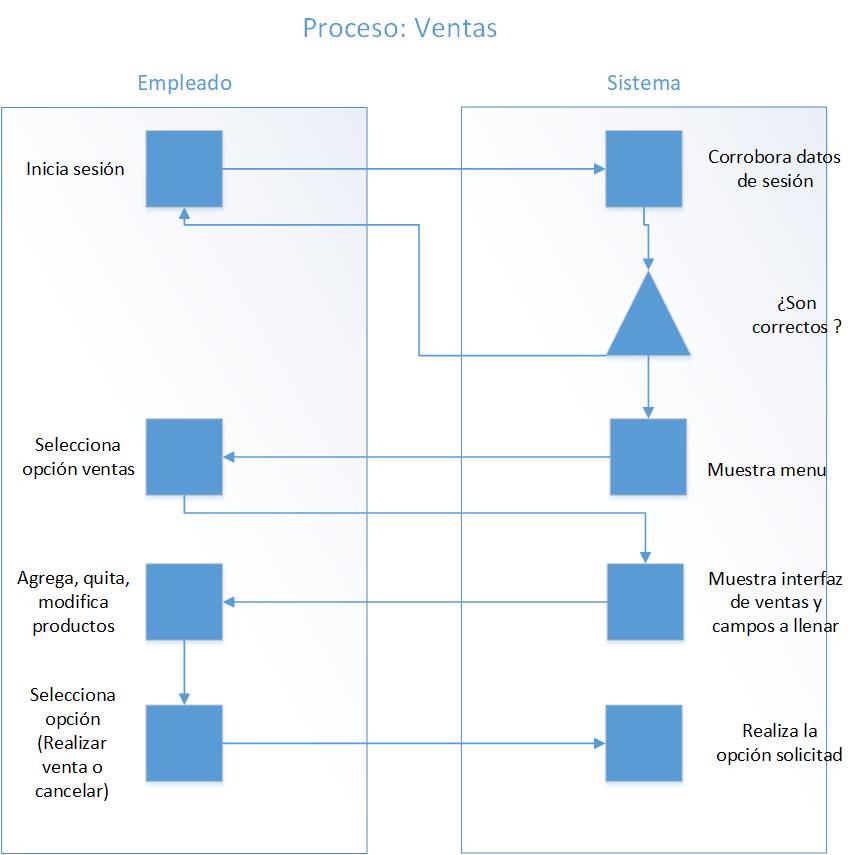 Proceso: Ventas
Empleado
Sistema
Inicia sesión
Corrobora datos
de sesión
¿Son
correctos ?
Selecciona
opción ventas
Muestra menu
Agrega, quita,
modifica
productos
Muestra interfaz
de ventas y
campos a llenar
Selecciona
opción
(Realizar
venta o
cancelar)
Realiza la
opción solicitad